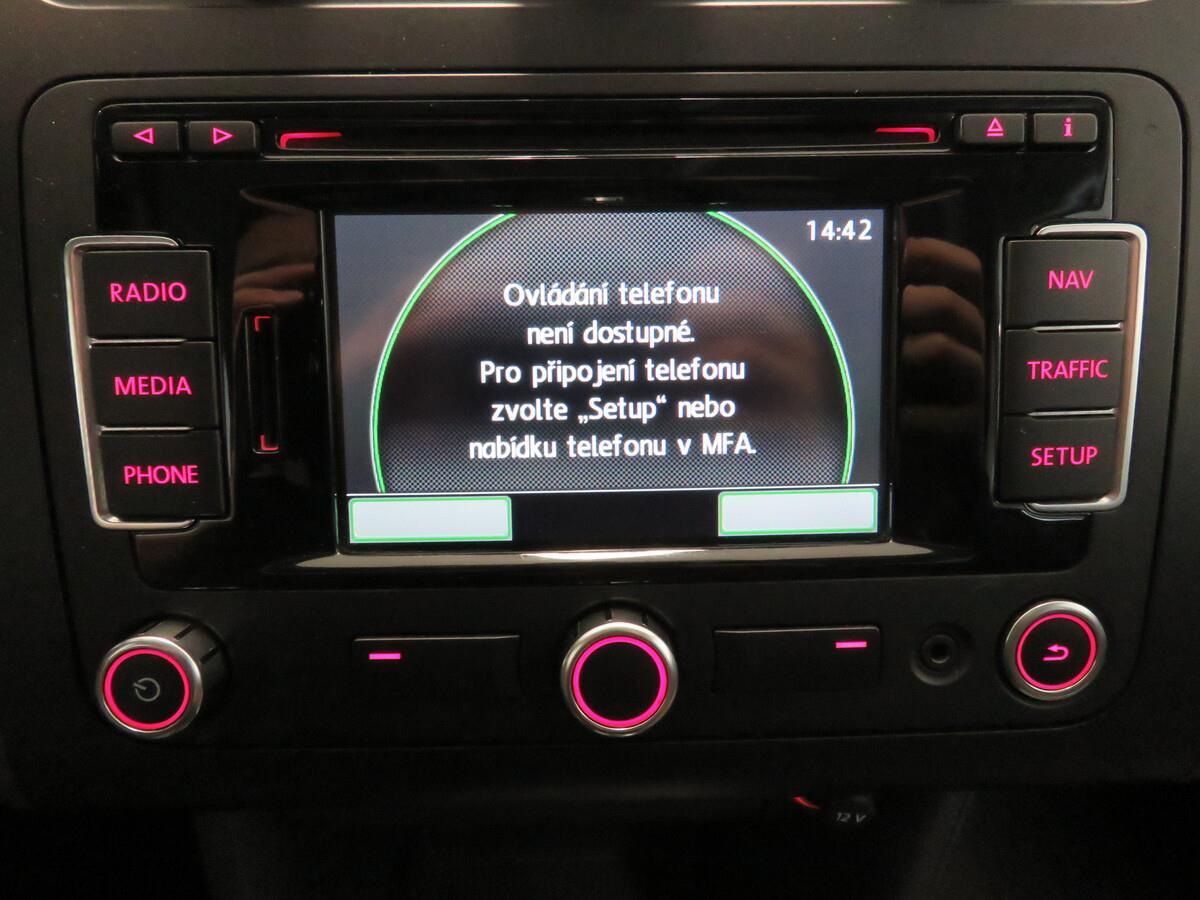 14:42
RADIO
MEDIA
PHONE
Ovládání telefonu
není dostupné.
Pro připojení telefonu
zvolte „Setup“ nebo
nabídku telefonu v MFA.
NAV
TRAFFIC
SETUP
i
12 V